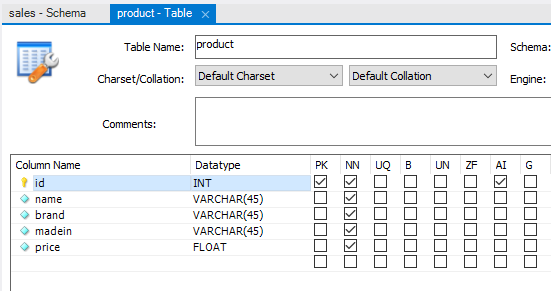 sales - Schema product - Table ×
Table Name: product Schema:
Charset/Collation: Default Charset Default Collation Engine:
Comments:
Column Name Datatype PK NN UQ B UN ZF AI G
id INT
name VARCHAR(45)
brand VARCHAR(45)
madein VARCHAR(45)
price FLOAT